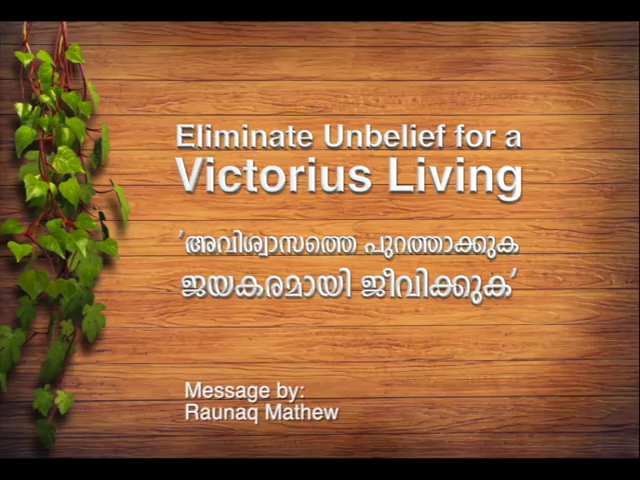 Eliminate Unbelief for a
Victorius Living
'അവിശ്വാസത്തെ പുറത്താക്കുക
ജയകരമായി ജീവിക്കുക'
Message by:
Raunaq Mathew